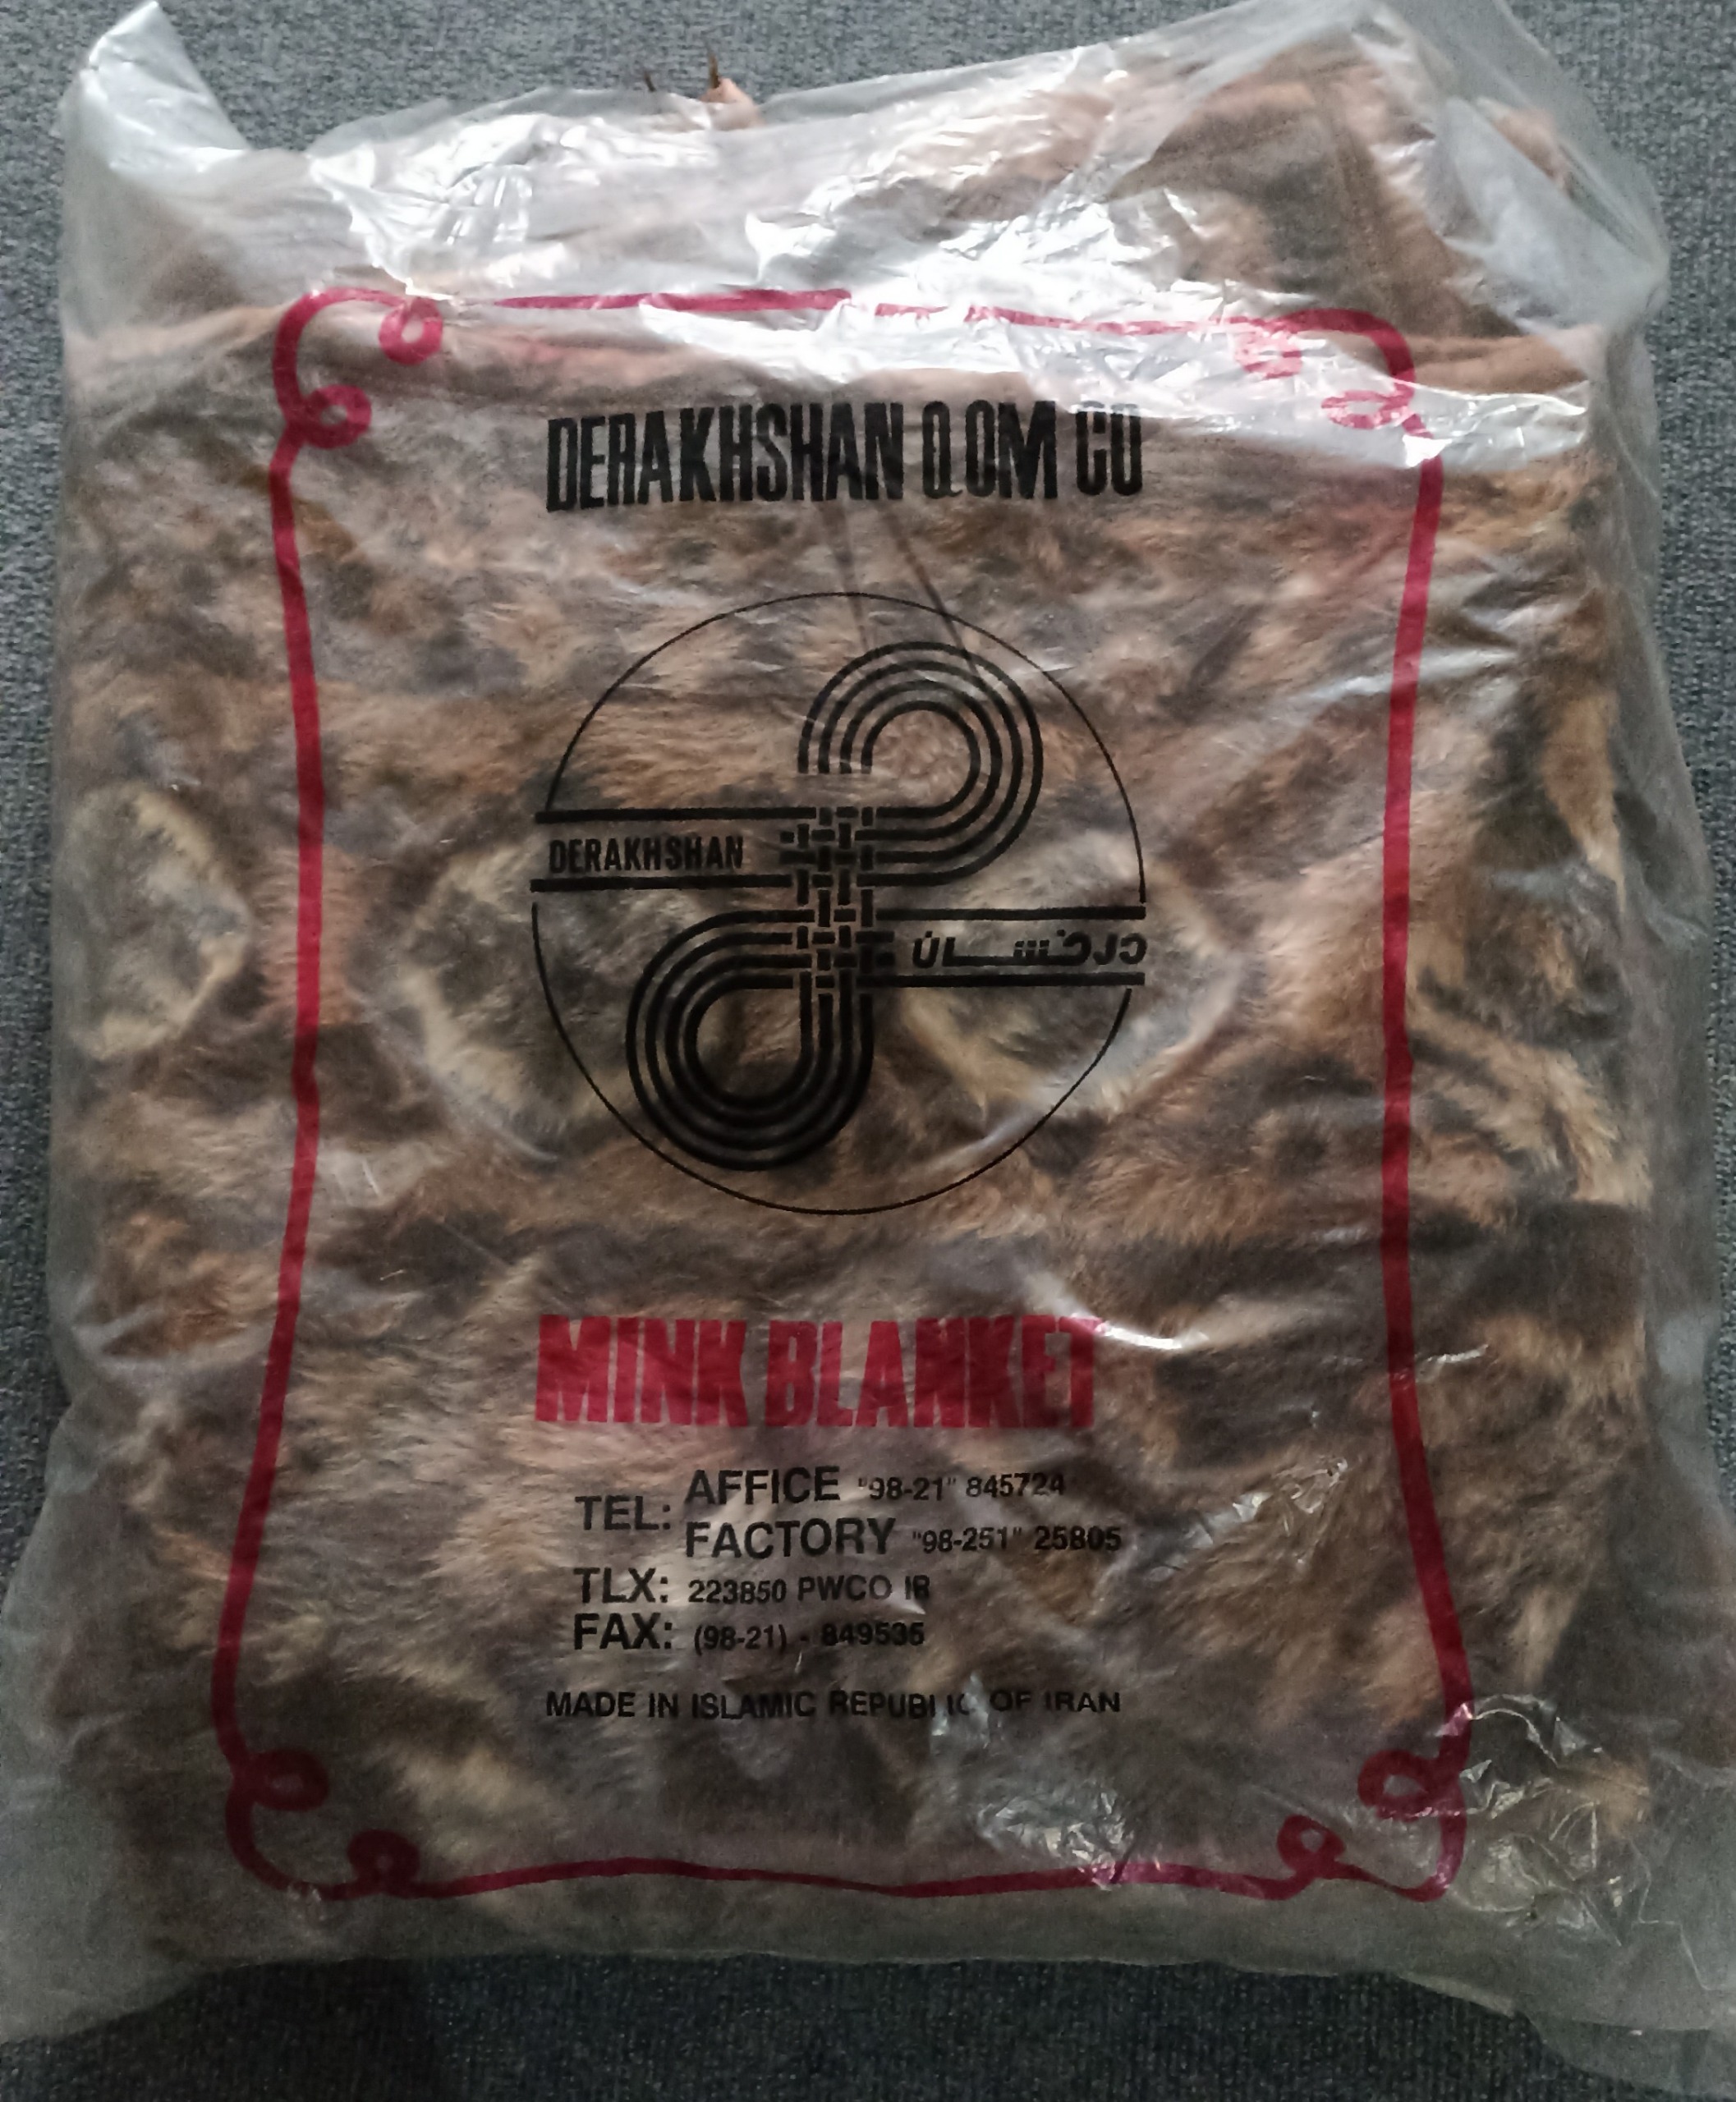 DERAKHSHAN QOM CO
DERAKHSHAN
درخشان
MINK BLANKET
TEL: AFFICE "98-21" 845724
FACTORY "98-251" 25805
TLX: 223850 PWCO IR
FAX: (98-21) - 849535
MADE IN ISLAMIC REPUBLIC OF IRAN